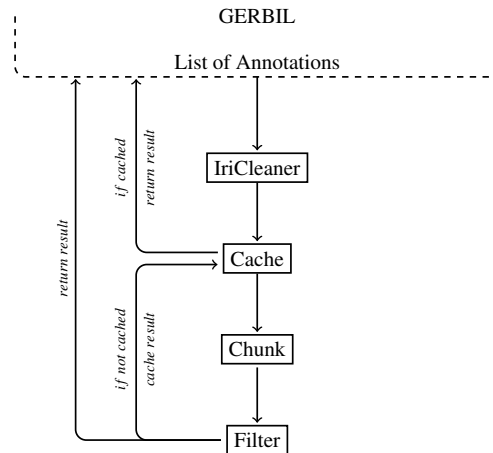 GERBIL
List of Annotations
IriCleaner
if cached
return result
return result
Cache
if not cached
cache result
Chunk
Filter